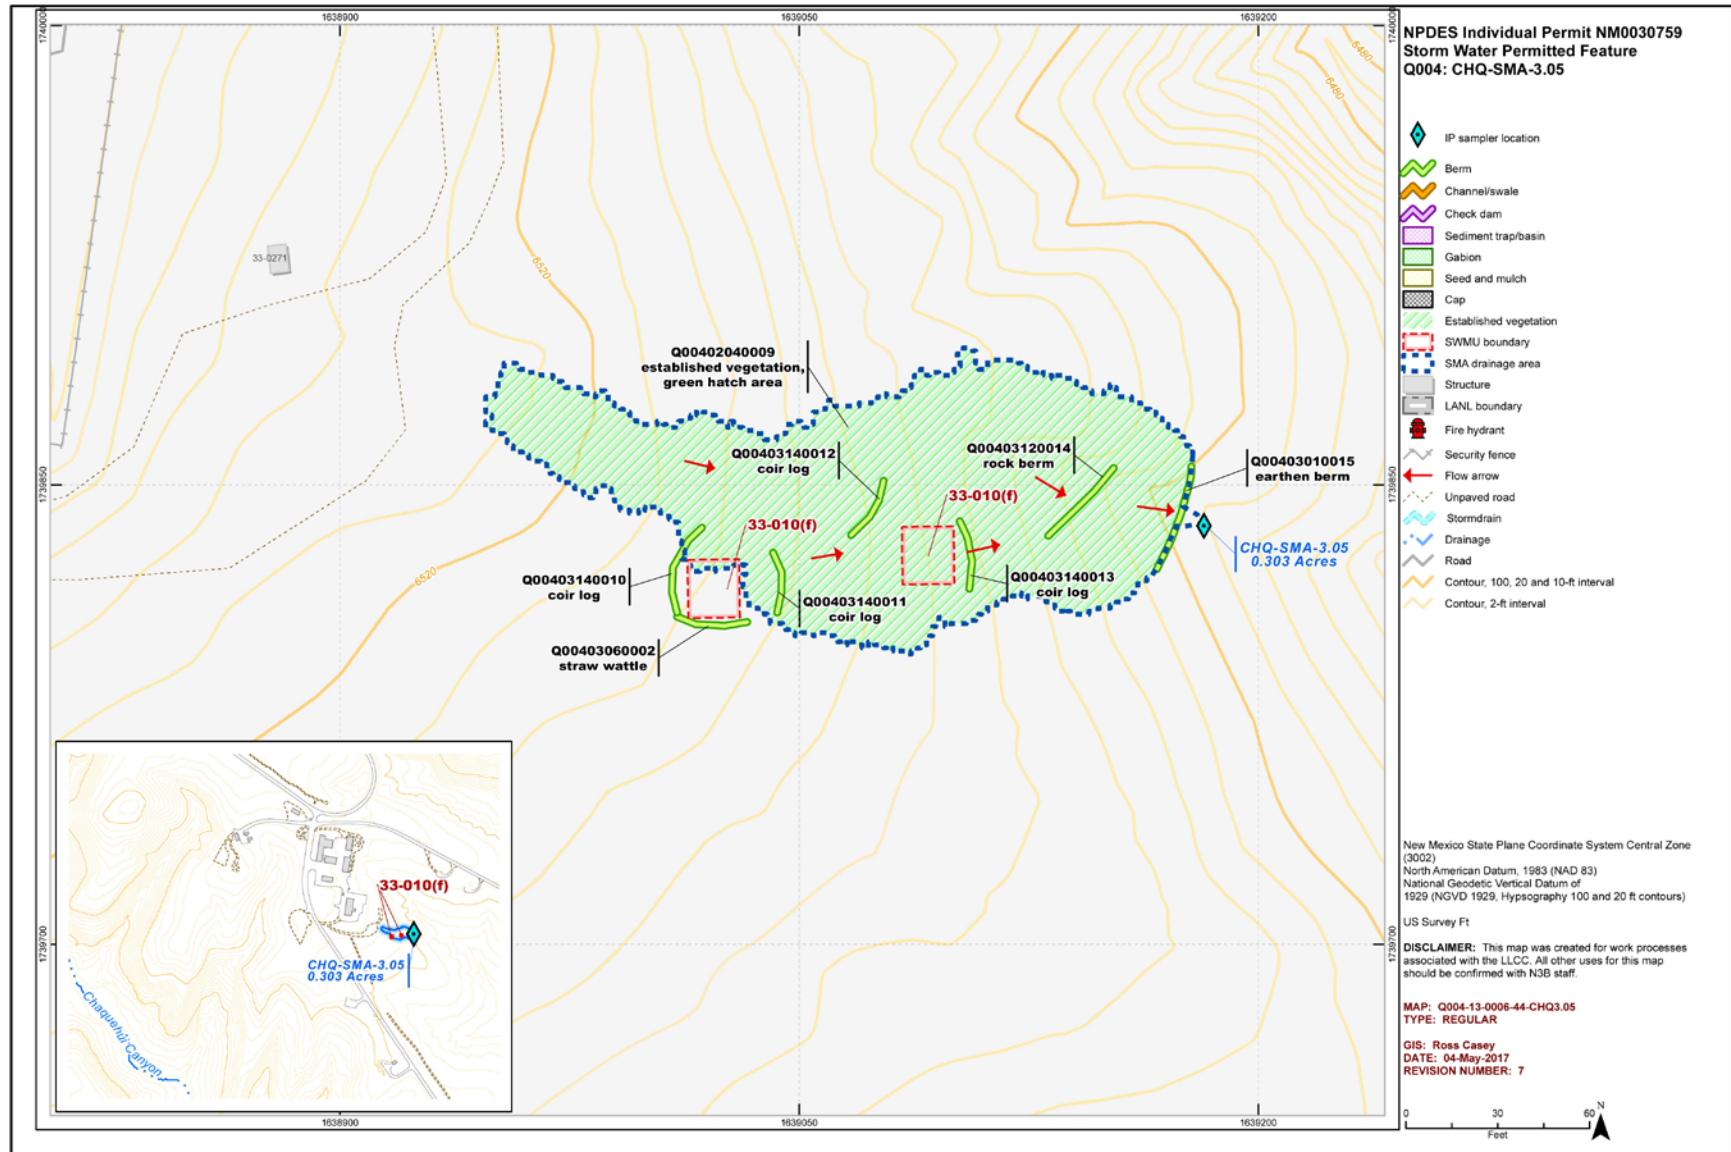 1638900
1639050
1639200
1740000
1740000
NPDES Individual Permit NM0030759
Storm Water Permitted Feature
Q004: CHQ-SMA-3.05
6480
6480
IP sampler location
Berm
Channel/swale
Check dam
Sediment trap/basin
Gabion
Seed and mulch
Cap
Established vegetation
SWMU boundary
SMA drainage area
Structure
LANL boundary
Fire hydrant
Security fence
Flow arrow
Unpaved road
Stormdrain
Drainage
Road
Contour, 100, 20 and 10-ft interval
Contour, 2-ft interval
33-0271
6520
Q00402040009
established vegetation,
green hatch area
Q00403140012
coir log
Q00403120014
rock berm
Q00403010015
earthen berm
1739850
1739850
33-010(f)
33-010(f)
CHQ-SMA-3.05
0.303 Acres
6520
Q00403140010
coir log
Q00403140011
coir log
Q00403140013
coir log
Q00403060002
straw wattle
33-010(f)
CHQ-SMA-3.05
0.303 Acres
Chaquehui Canyon
1739700
1739700
New Mexico State Plane Coordinate System Central Zone
(3002)
North American Datum, 1983 (NAD 83)
National Geodetic Vertical Datum of
1929 (NGVD 1929, Hypsography 100 and 20 ft contours)
US Survey Ft
DISCLAIMER: This map was created for work processes
associated with the LLCC. All other uses for this map
should be confirmed with N3B staff.
MAP: Q004-13-0006-44-CHQ3.05
TYPE: REGULAR
GIS: Ross Casey
DATE: 04-May-2017
REVISION NUMBER: 7
0 30 60
Feet
N
1638900
1639050
1639200